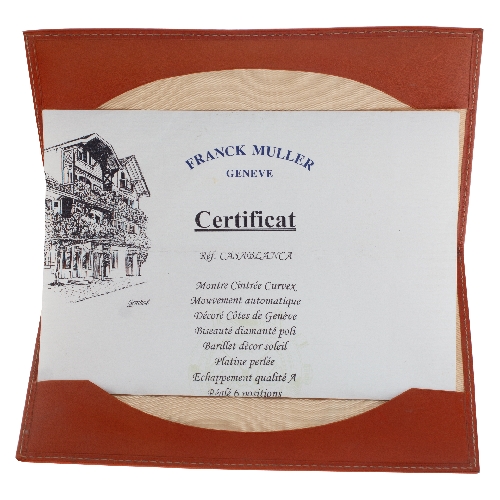 FRANCK MULLER
GENEVE
Certificat
Réf. CASABLANCA
Montre Cintrée Curvex
Mouvement automatique
Décoré Côtes de Genève
Biseauté diamanté poli
Barillet décor soleil
Platine perlée
Echappement qualité A
Réglé 6 positions